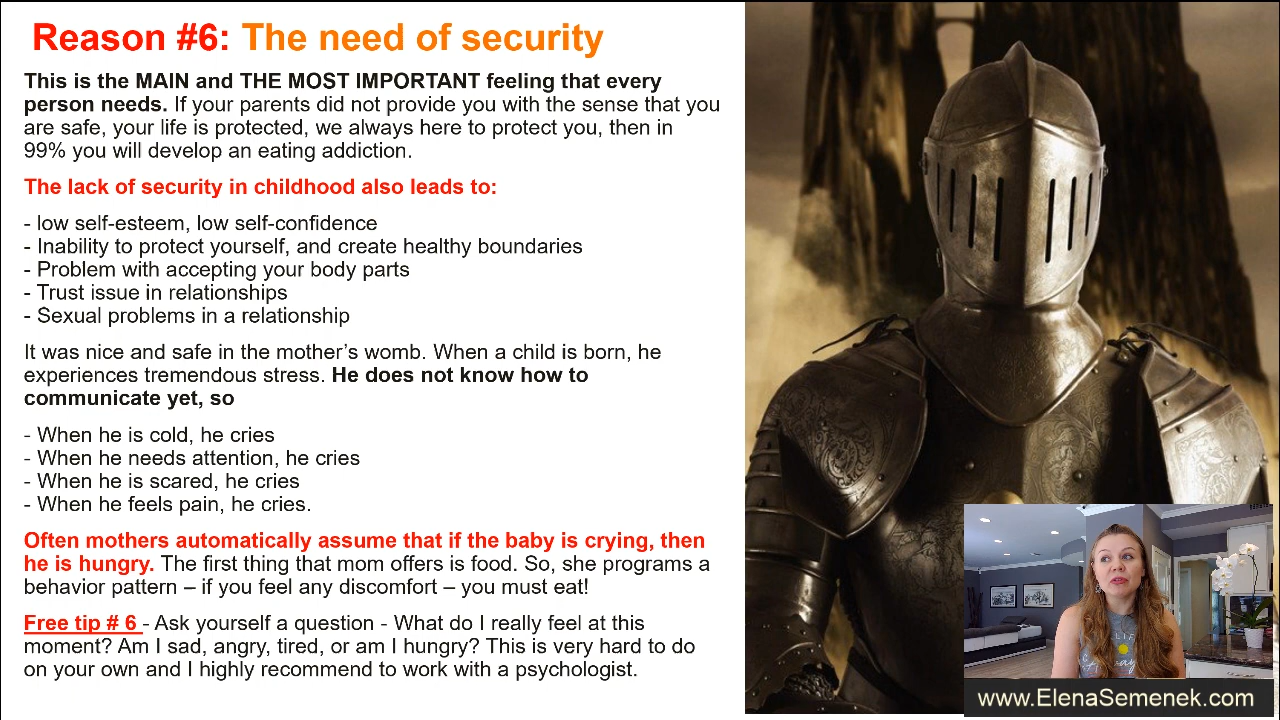 Reason #6: The need of security
This is the MAIN and THE MOST IMPORTANT feeling that every
person needs. If your parents did not provide you with the sense that you
are safe, your life is protected, we always here to protect you, then in
99% you will develop an eating addiction.
The lack of security in childhood also leads to:
- low self-esteem, low self-confidence
- Inability to protect yourself, and create healthy boundaries
- Problem with accepting your body parts
- Trust issue in relationships
- Sexual problems in a relationship
It was nice and safe in the mother's womb. When a child is born, he
experiences tremendous stress. He does not know how to
communicate yet, so
- When he is cold, he cries
- When he needs attention, he cries
- When he is scared, he cries
- When he feels pain, he cries.
Often mothers automatically assume that if the baby is crying, then
he is hungry. The first thing that mom offers is food. So, she programs a
behavior pattern – if you feel any discomfort – you must eat!
Free tip # 6 - Ask yourself a question - What do I really feel at this
moment? Am I sad, angry, tired, or am I hungry? This is very hard to do
on your own and I highly recommend to work with a psychologist.
www.ElenaSemenek.com